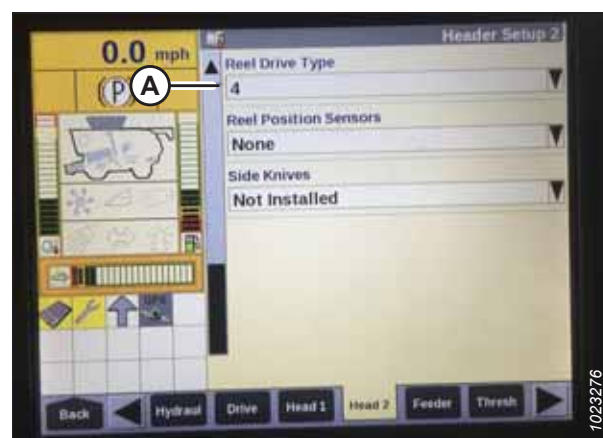 0.0 mph
Header Setup 2
(P)
A
Reel Drive Type
4
Reel Position Sensors
None
Side Knives
Not Installed
GPS
Back
Hydraul
Drive
Head 1
Head 2
Feeder
Thresh
1023276